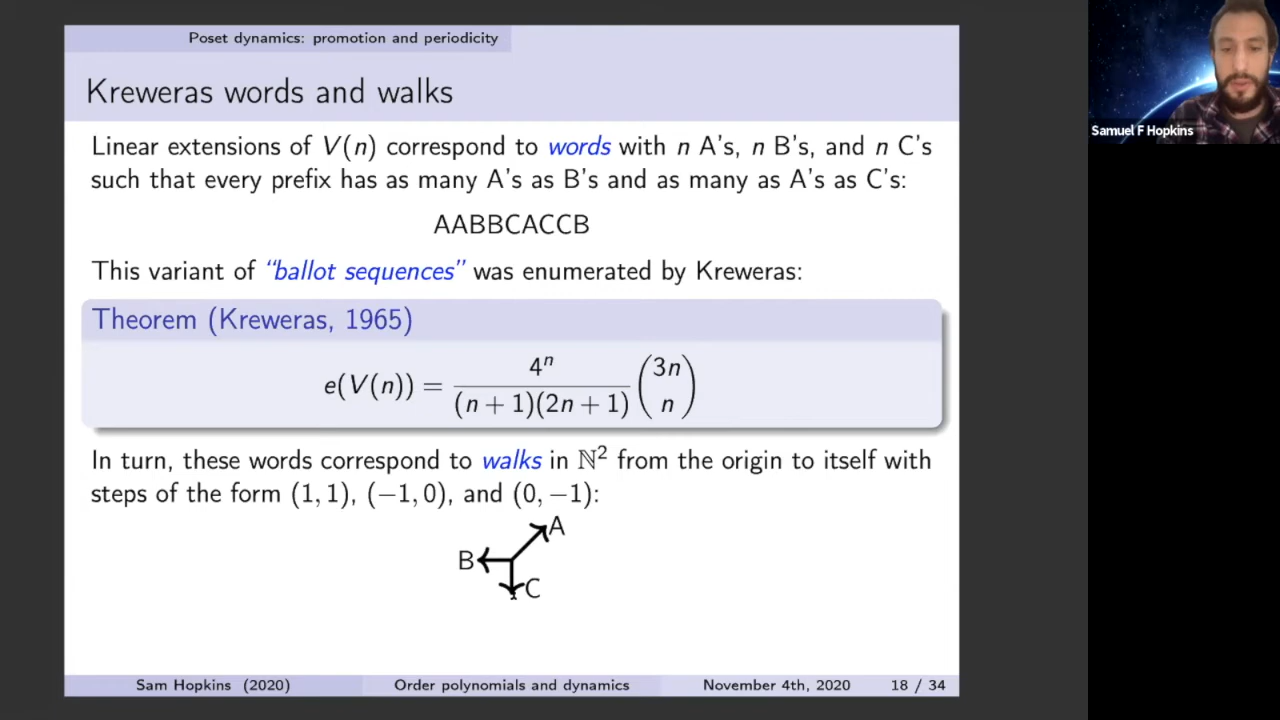 Poset dynamics: promotion and periodicity
Kreweras words and walks
Linear extensions of V(n) correspond to words with n A's, n B's, and n C's
such that every prefix has as many A's as B's and as many as A's as C's:
AABBCACCB
This variant of “ballot sequences” was enumerated by Kreweras:
Theorem (Kreweras, 1965)
e(V(n)) = 4^n / ((n + 1)(2n + 1)) (3n n)
In turn, these words correspond to walks in ℕ² from the origin to itself with
steps of the form (1, 1), (−1, 0), and (0, −1):
A
B
C
Sam Hopkins (2020) Order polynomials and dynamics November 4th, 2020 18 / 34
Samuel F Hopkins